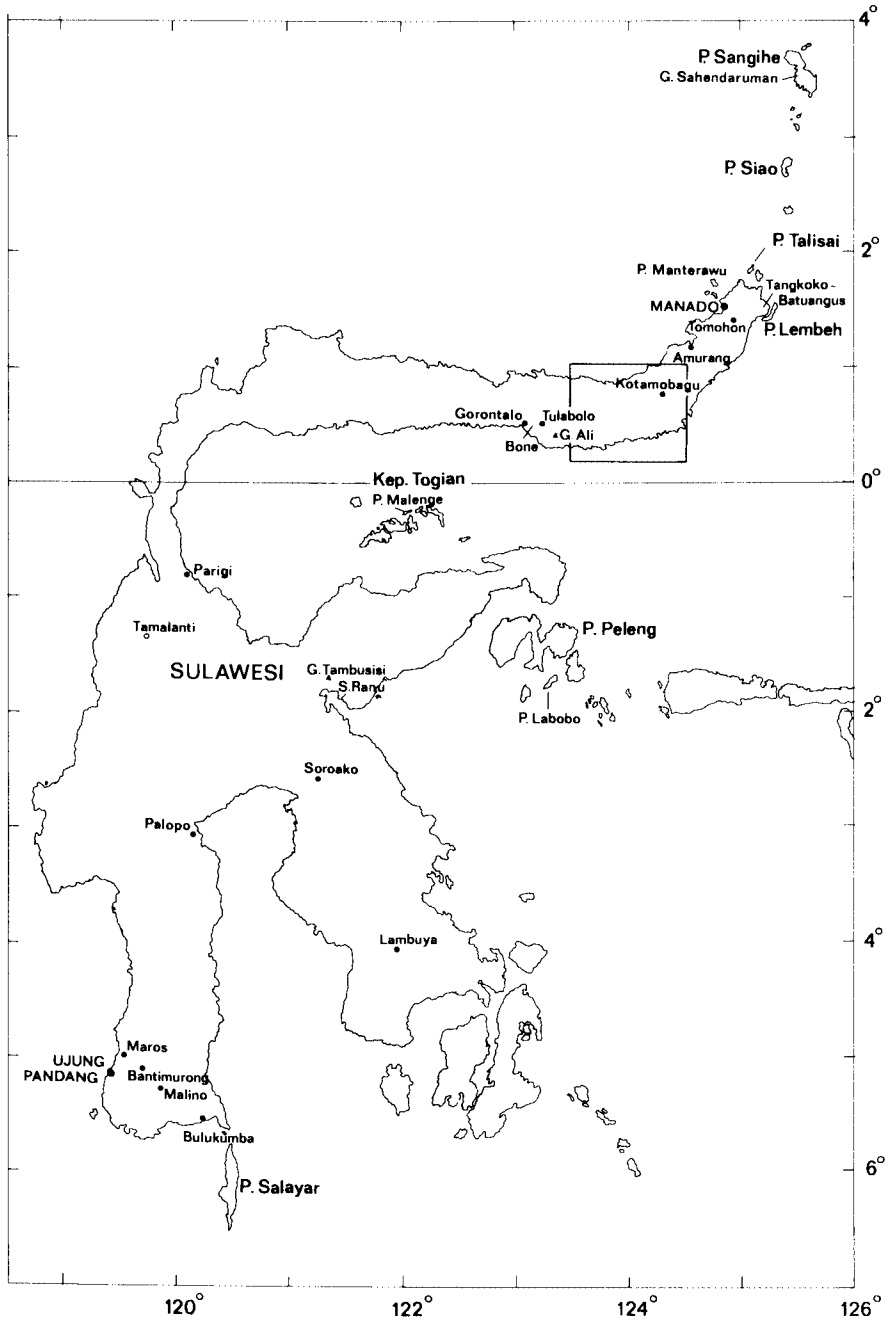 4°
P. Sangihe
G. Sahendaruman
P. Siao
P. Talisai
2°
P. Manterawu
Tangkoko-
Batuangus
MANADO
Tomohon
P. Lembeh
Amurang
Kotamobagu
Gorontalo
Tulabolo
G. Ali
Bone
Kep. Togian
0°
P. Malenge
Parigi
Tamalanti
P. Peleng
SULAWESI
G. Tambusisi
S. Ranu
2°
P. Labobo
Soroako
Palopo
Lambuya
4°
Maros
UJUNG
PANDANG
Bantimurong
Malino
Bulukumba
6°
P. Salayar
120°
122°
124°
126°